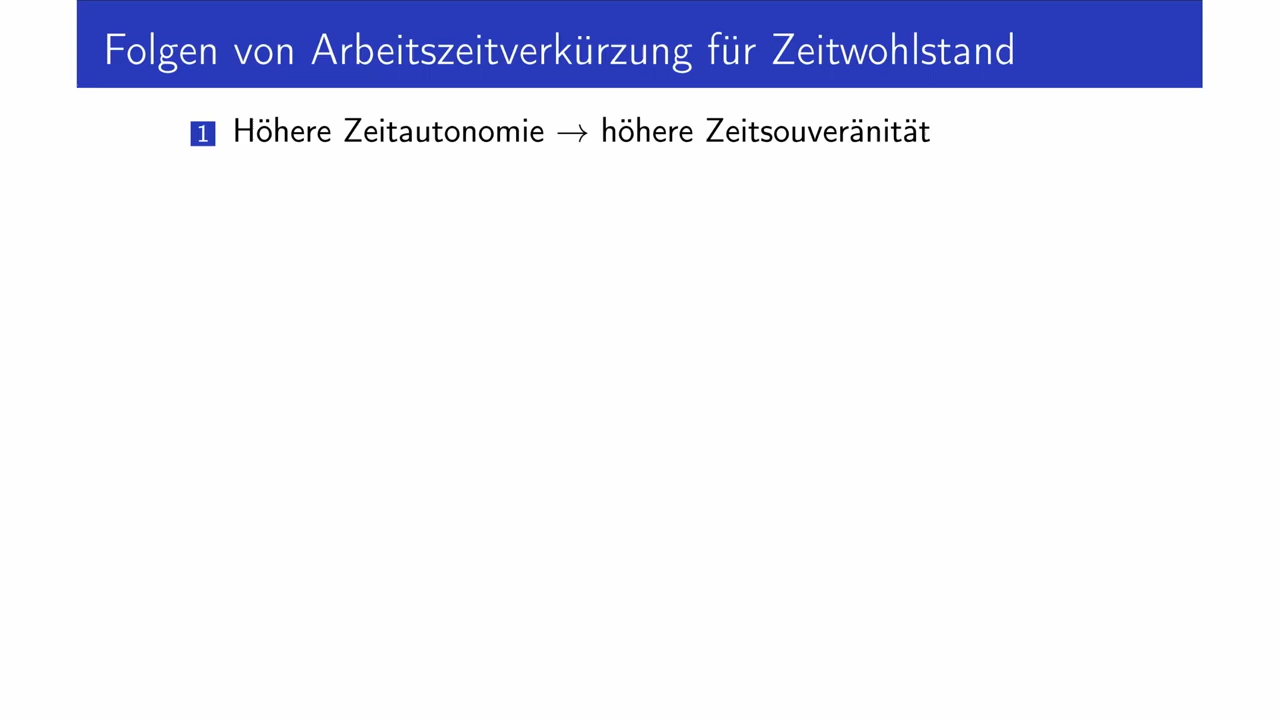 Folgen von Arbeitszeitverkürzung für Zeitwohlstand
1 Höhere Zeitautonomie → höhere Zeitsouveränität